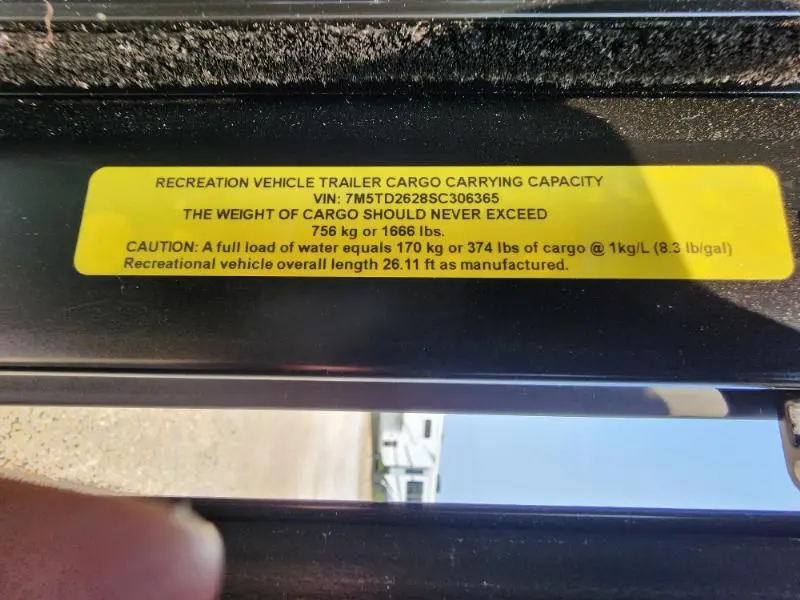 RECREATION VEHICLE TRAILER CARGO CARRYING CAPACITY
VIN: 7M5TD2628SC306365
THE WEIGHT OF CARGO SHOULD NEVER EXCEED
756 kg or 1666 lbs.
CAUTION: A full load of water equals 170 kg or 374 lbs of cargo @ 1kg/L (8.3 lb/gal)
Recreational vehicle overall length 26.11 ft as manufactured.